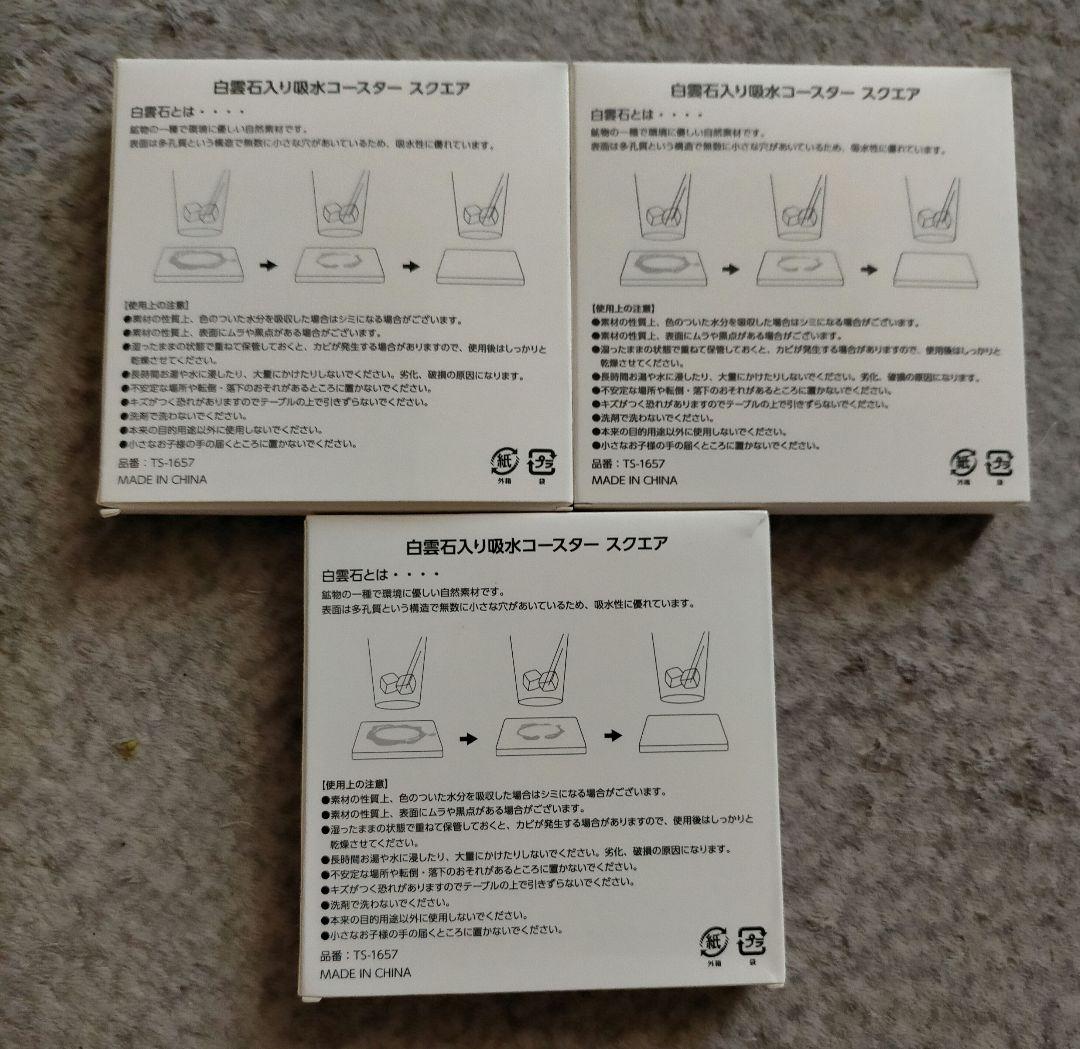 白雲石入り吸水コースター スクエア
白雲石とは・・・・
鉱物の一種で環境に優しい自然素材です。
表面は多孔質という構造で無数に小さな穴があいているため、吸水性に優れています。
【使用上の注意】
●素材の性質上、色のついた水分を吸収した場合はシミになる場合がございます。
●素材の性質上、表面にムラや黒点がある場合がございます。
●湿ったままの状態で重ねて保管しておくと、カビが発生する場合がありますので、使用後はしっかりと
乾燥させてください。
●長時間お湯や水に浸したり、大量にかけたりしないでください。劣化、破損の原因になります。
●不安定な場所や転倒・落下のおそれがあるところに置かないでください。
●キズがつく恐れがありますのでテーブルの上で引きずらないでください。
●洗剤で洗わないでください。
●本来の目的用途以外に使用しないでください。
●小さなお子様の手の届くところに置かないでください。
品番：TS-1657
MADE IN CHINA
紙 プラ
外箱 袋
白雲石入り吸水コースター スクエア
白雲石とは・・・・
鉱物の一種で環境に優しい自然素材です。
表面は多孔質という構造で無数に小さな穴があいているため、吸水性に優れています。
【使用上の注意】
●素材の性質上、色のついた水分を吸収した場合はシミになる場合がございます。
●素材の性質上、表面にムラや黒点がある場合がございます。
●湿ったままの状態で重ねて保管しておくと、カビが発生する場合がありますので、使用後はしっかりと
乾燥させてください。
●長時間お湯や水に浸したり、大量にかけたりしないでください。劣化、破損の原因になります。
●不安定な場所や転倒・落下のおそれがあるところに置かないでください。
●キズがつく恐れがありますのでテーブルの上で引きずらないでください。
●洗剤で洗わないでください。
●本来の目的用途以外に使用しないでください。
●小さなお子様の手の届くところに置かないでください。
品番：TS-1657
MADE IN CHINA
紙 プラ
外箱 袋
白雲石入り吸水コースター スクエア
白雲石とは・・・・
鉱物の一種で環境に優しい自然素材です。
表面は多孔質という構造で無数に小さな穴があいているため、吸水性に優れています。
【使用上の注意】
●素材の性質上、色のついた水分を吸収した場合はシミになる場合がございます。
●素材の性質上、表面にムラや黒点がある場合がございます。
●湿ったままの状態で重ねて保管しておくと、カビが発生する場合がありますので、使用後はしっかりと
乾燥させてください。
●長時間お湯や水に浸したり、大量にかけたりしないでください。劣化、破損の原因になります。
●不安定な場所や転倒・落下のおそれがあるところに置かないでください。
●キズがつく恐れがありますのでテーブルの上で引きずらないでください。
●洗剤で洗わないでください。
●本来の目的用途以外に使用しないでください。
●小さなお子様の手の届くところに置かないでください。
品番：TS-1657
MADE IN CHINA
紙 プラ
外箱 袋